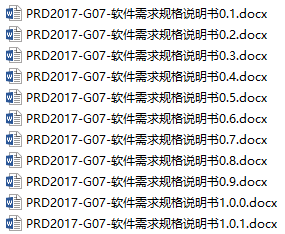 PRD2017-G07-软件需求规格说明书0.1.docx
PRD2017-G07-软件需求规格说明书0.2.docx
PRD2017-G07-软件需求规格说明书0.3.docx
PRD2017-G07-软件需求规格说明书0.4.docx
PRD2017-G07-软件需求规格说明书0.5.docx
PRD2017-G07-软件需求规格说明书0.6.docx
PRD2017-G07-软件需求规格说明书0.7.docx
PRD2017-G07-软件需求规格说明书0.8.docx
PRD2017-G07-软件需求规格说明书0.9.docx
PRD2017-G07-软件需求规格说明书1.0.0.docx
PRD2017-G07-软件需求规格说明书1.0.1.docx